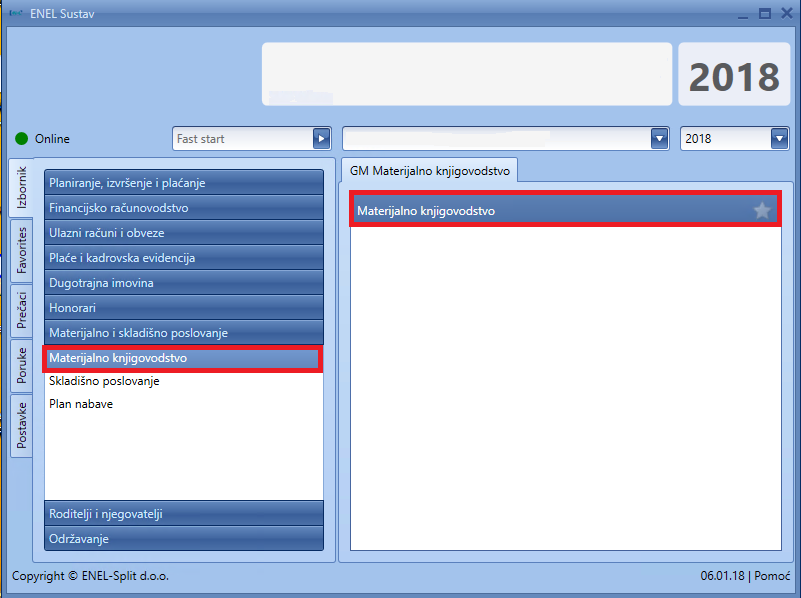 ENEL Sustav
2018
Online
Fast start
2018
Izbornik
Favorites
Prečaci
Poruke
Postavke
Planiranje, izvršenje i plaćanje
Financijsko računovodstvo
Ulazni računi i obveze
Plaće i kadrovska evidencija
Dugotrajna imovina
Honorari
Materijalno i skladišno poslovanje
Materijalno knjigovodstvo
Skladišno poslovanje
Plan nabave
Roditelji i njegovatelji
Održavanje
GM Materijalno knjigovodstvo
Materijalno knjigovodstvo
Copyright © ENEL-Split d.o.o.
06.01.18 | Pomoć